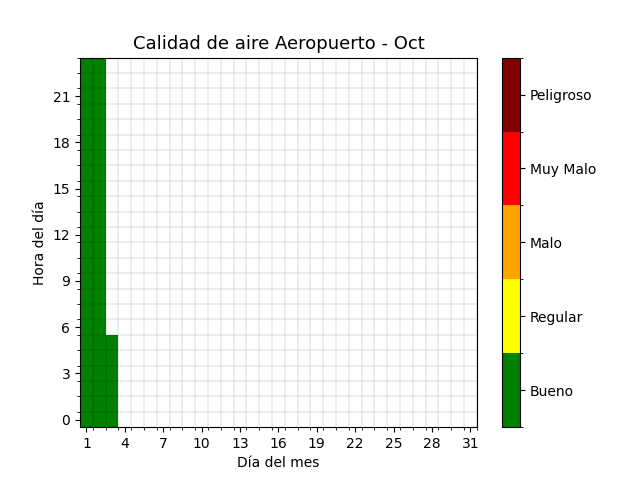 Calidad de aire Aeropuerto - Oct
Hora del día
21
18
15
12
9
6
3
0
1 4 7 10 13 16 19 22 25 28 31
Día del mes
Peligroso
Muy Malo
Malo
Regular
Bueno